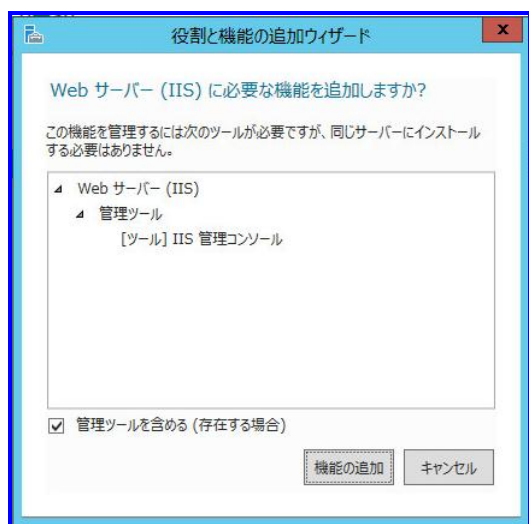 役割と機能の追加ウィザード
x
Web サーバー (IIS) に必要な機能を追加しますか?
この機能を管理するには次のツールが必要ですが、同じサーバーにインストール
する必要はありません。
Web サーバー (IIS)
管理ツール
[ツール] IIS 管理コンソール
管理ツールを含める (存在する場合)
機能の追加 キャンセル